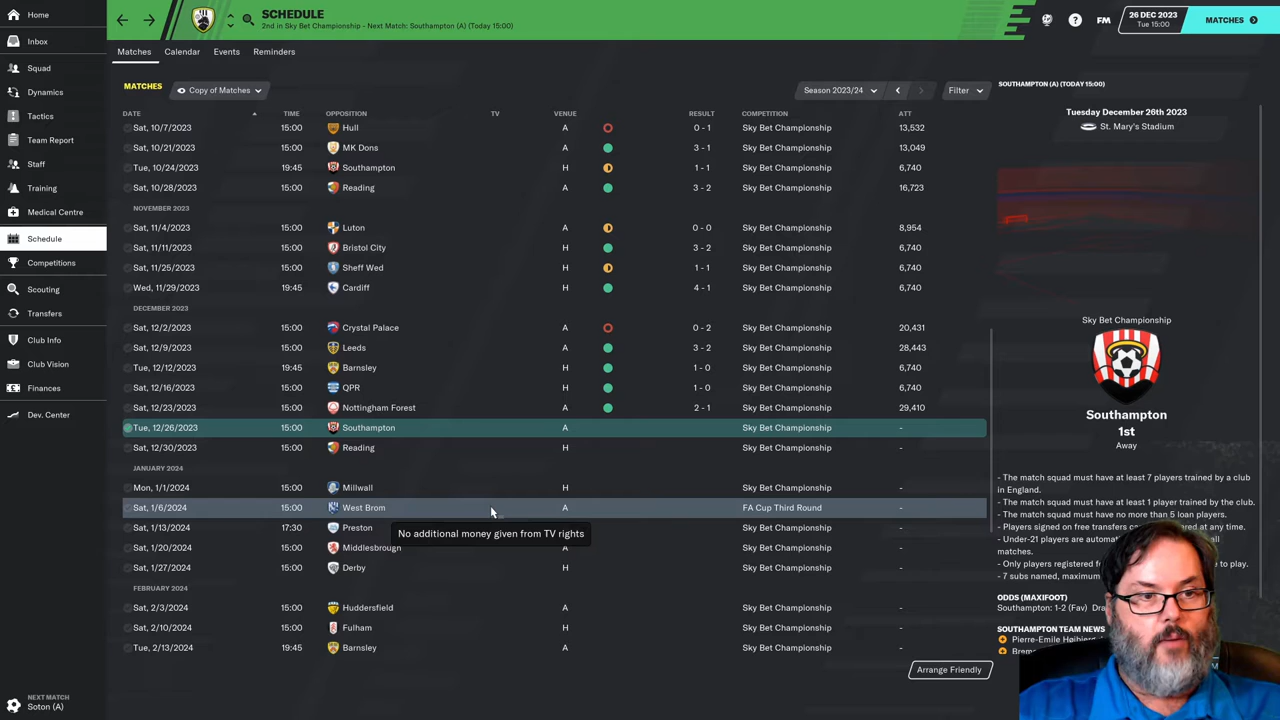 Home
Inbox
Squad
Dynamics
Tactics
Team Report
Staff
Training
Medical Centre
Schedule
Competitions
Scouting
Transfers
Club Info
Club Vision
Finances
Dev. Center
NEXT MATCH
Soton (A)
SCHEDULE
2nd in Sky Bet Championship - Next Match: Southampton (A) (Today 15:00)
?
FM
26 DEC 2023
Tue 15:00
MATCHES
Matches Calendar Events Reminders
MATCHES Copy of Matches Season 2023/24 Filter
DATE TIME OPPOSITION TV VENUE RESULT COMPETITION ATT
Sat, 10/7/2023 15:00 Hull A 0 - 1 Sky Bet Championship 13,532
Sat, 10/21/2023 15:00 MK Dons A 3 - 1 Sky Bet Championship 13,049
Tue, 10/24/2023 19:45 Southampton H 1 - 1 Sky Bet Championship 6,740
Sat, 10/28/2023 15:00 Reading A 3 - 2 Sky Bet Championship 16,723
NOVEMBER 2023
Sat, 11/4/2023 15:00 Luton A 0 - 0 Sky Bet Championship 8,954
Sat, 11/11/2023 15:00 Bristol City H 3 - 2 Sky Bet Championship 6,740
Sat, 11/25/2023 15:00 Sheff Wed H 1 - 1 Sky Bet Championship 6,740
Wed, 11/29/2023 19:45 Cardiff H 4 - 1 Sky Bet Championship 6,740
DECEMBER 2023
Sat, 12/2/2023 15:00 Crystal Palace A 0 - 2 Sky Bet Championship 20,431
Sat, 12/9/2023 15:00 Leeds A 3 - 2 Sky Bet Championship 28,443
Tue, 12/12/2023 19:45 Barnsley H 1 - 0 Sky Bet Championship 6,740
Sat, 12/16/2023 15:00 QPR H 1 - 0 Sky Bet Championship 6,740
Sat, 12/23/2023 15:00 Nottingham Forest A 2 - 1 Sky Bet Championship 29,410
Tue, 12/26/2023 15:00 Southampton A Sky Bet Championship -
Sat, 12/30/2023 15:00 Reading H Sky Bet Championship -
JANUARY 2024
Mon, 1/1/2024 15:00 Millwall H Sky Bet Championship -
Sat, 1/6/2024 15:00 West Brom A FA Cup Third Round -
Sat, 1/13/2024 17:30 Preston Sky Bet Championship -
No additional money given from TV rights
Sat, 1/20/2024 15:00 Middlesbrough A Sky Bet Championship -
Sat, 1/27/2024 15:00 Derby H Sky Bet Championship -
FEBRUARY 2024
Sat, 2/3/2024 15:00 Huddersfield A Sky Bet Championship -
Sat, 2/10/2024 15:00 Fulham H Sky Bet Championship -
Tue, 2/13/2024 19:45 Barnsley A Sky Bet Championship -
Arrange Friendly
SOUTHAMPTON (A) (TODAY 15:00)
Tuesday December 26th 2023
St. Mary's Stadium
Sky Bet Championship
Southampton
1st
Away
- The match squad must have at least 7 players trained by a club
in England.
- The match squad must have at least 1 player trained by the club.
- The match squad must have no more than 5 loan players.
- Players signed on free transfers at any time.
- Under-21 players are all
matches.
- Only players registered to play.
- 7 subs named, maximum
ODDS (MAXIFOOT)
Southampton: 1-2 (Fav)
SOUTHAMPTON TEAM NEWS
Pierre-Emile